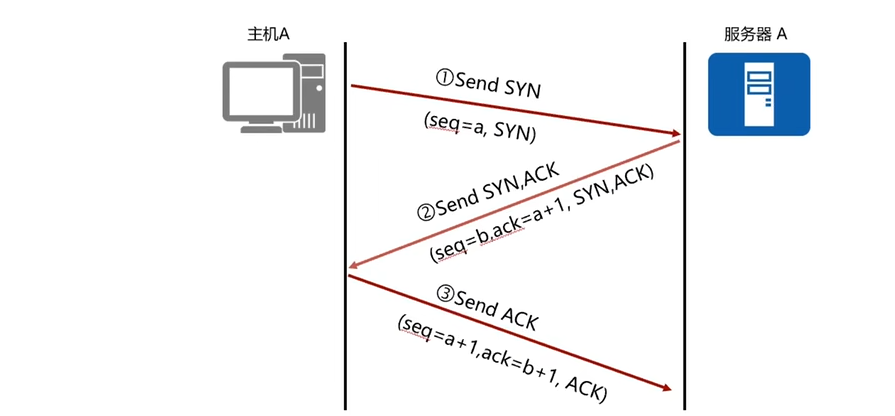 主机A
服务器 A
①Send SYN
(seq=a, SYN)
②Send SYN,ACK
(seq=b,ack=a+1, SYN,ACK)
③Send ACK
(seq=a+1,ack=b+1, ACK)